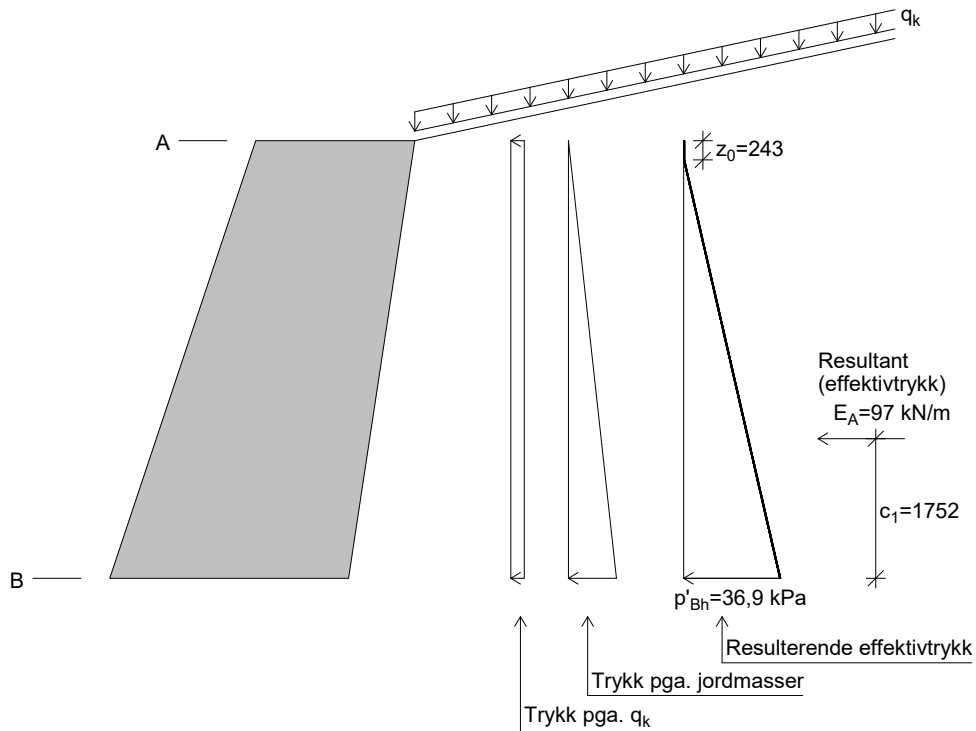 q_k
A
z_0=243
Resultant
(effektivtrykk)
E_A=97 kN/m
c_1=1752
B
p'_Bh=36,9 kPa
Resulterende effektivtrykk
Trykk pga. jordmasser
Trykk pga. q_k